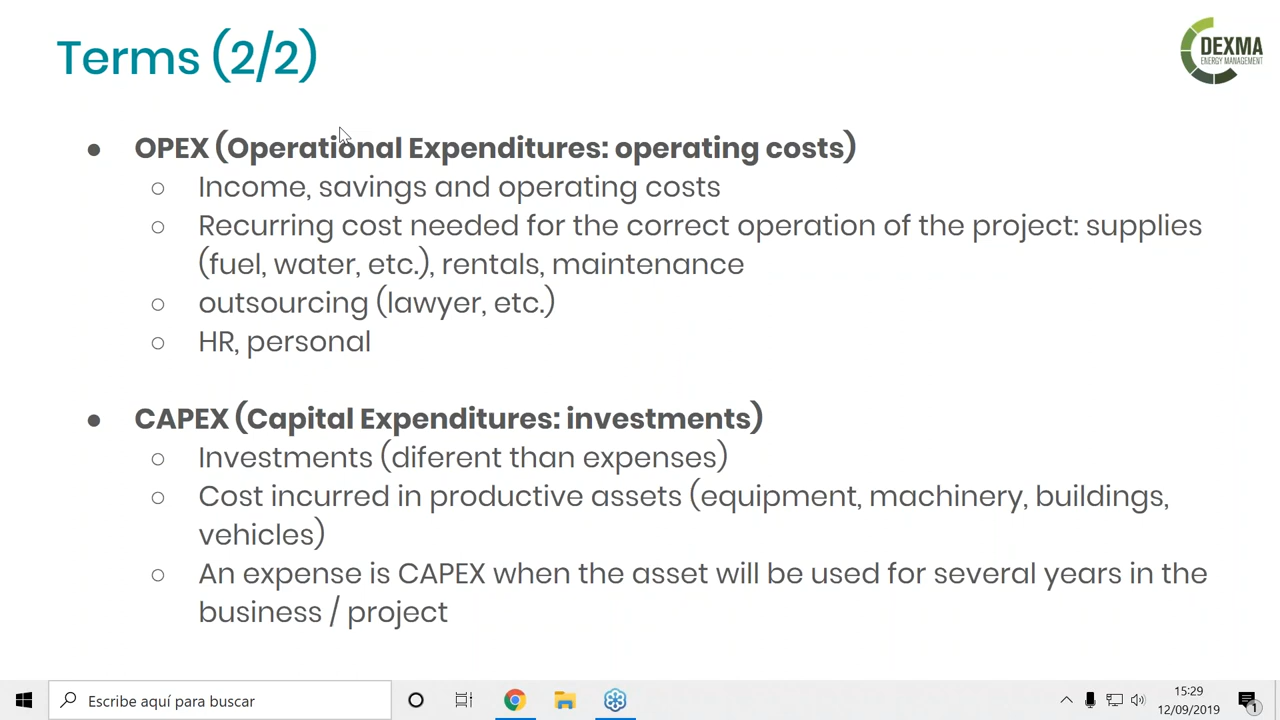 Terms (2/2)
DEXMA
ENERGY MANAGEMENT
● OPEX (Operational Expenditures: operating costs)
○ Income, savings and operating costs
○ Recurring cost needed for the correct operation of the project: supplies
(fuel, water, etc.), rentals, maintenance
○ outsourcing (lawyer, etc.)
○ HR, personal
● CAPEX (Capital Expenditures: investments)
○ Investments (diferent than expenses)
○ Cost incurred in productive assets (equipment, machinery, buildings,
vehicles)
○ An expense is CAPEX when the asset will be used for several years in the
business / project
Escribe aquí para buscar
15:29
12/09/2019
1